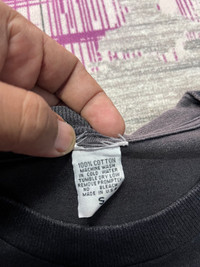 100% COTTON
MACHINE WASH
IN COLD WATER
TUMBLE DRY LOW
REMOVE PROMPTLY
NO BLEACH
MADE IN
S